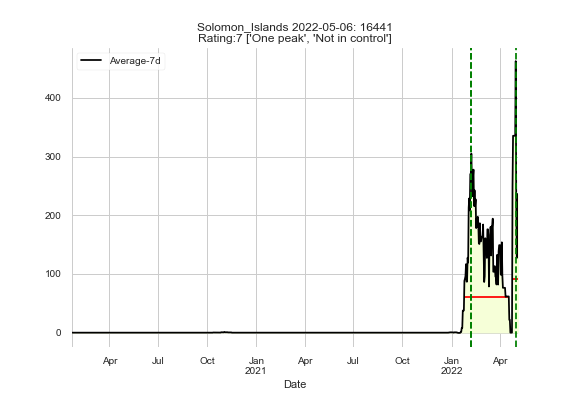 Solomon_Islands 2022-05-06: 16441
Rating:7 ['One peak', 'Not in control']
Average-7d
400
300
200
100
0
Apr Jul Oct Jan Apr Jul Oct Jan Apr
2021 2022
Date